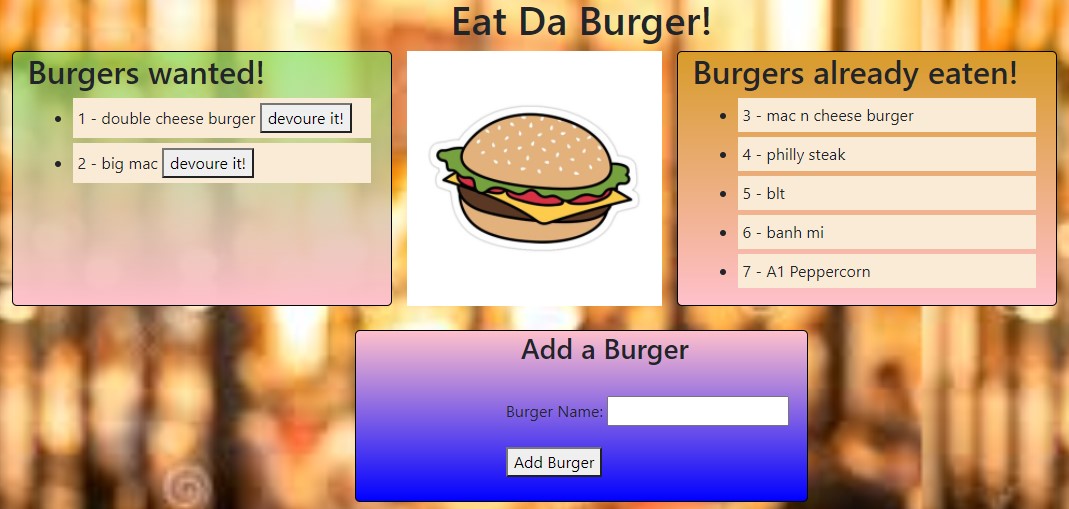 Eat Da Burger!
Burgers wanted!
1 - double cheese burger devoure it!
2 - big mac devoure it!
Burgers already eaten!
3 - mac n cheese burger
4 - philly steak
5 - blt
6 - banh mi
7 - A1 Peppercorn
Add a Burger
Burger Name:
Add Burger